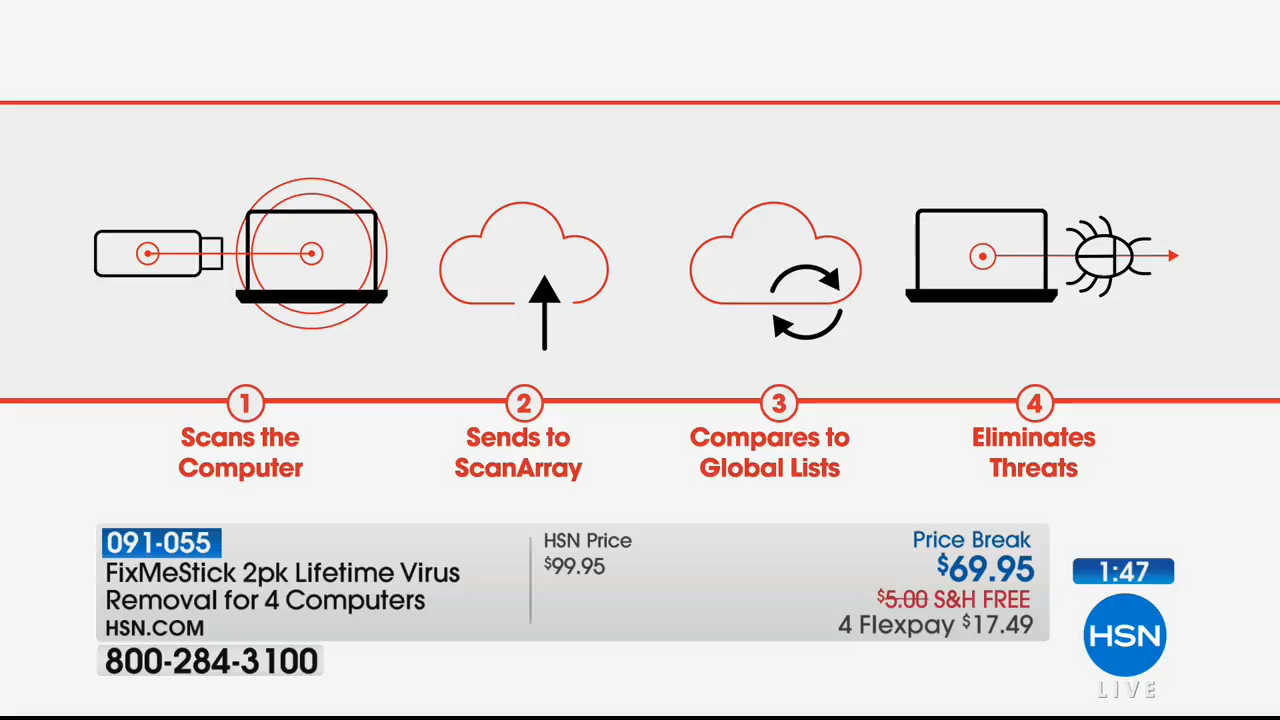 1
Scans the
Computer
2
Sends to
ScanArray
3
Compares to
Global Lists
4
Eliminates
Threats
091-055
FixMeStick 2pk Lifetime Virus
Removal for 4 Computers
HSN.COM
800-284-3100
HSN Price
$99.95
Price Break
$69.95
$5.00 S&H FREE
4 Flexpay $17.49
1:47
HSN
LIVE